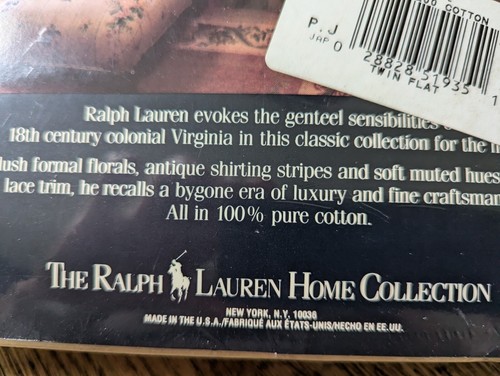 COTTON
P.J
JAP 0
28828 51935
TWIN FLAT
Ralph Lauren evokes the genteel sensibilities
18th century colonial Virginia in this classic collection for the
formal florals, antique shirting stripes and soft muted hues
lace trim, he recalls a bygone era of luxury and fine
All in 100% pure cotton.
THE RALPH LAUREN HOME COLLECTION
NEW YORK, N.Y. 10036
MADE IN THE U.S.A./FABRIQUÉ AUX ÉTATS-UNIS/HECHO EN EE.UU.